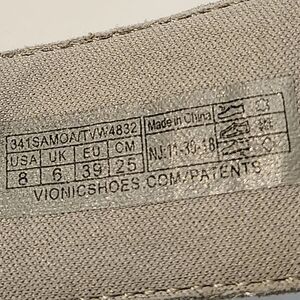 341SAMOA/TVW4832
USA UK EU CM
8 6 39 25
Made in China
NJ:11-30-18
VIONICSHOES.COM/PATENTS